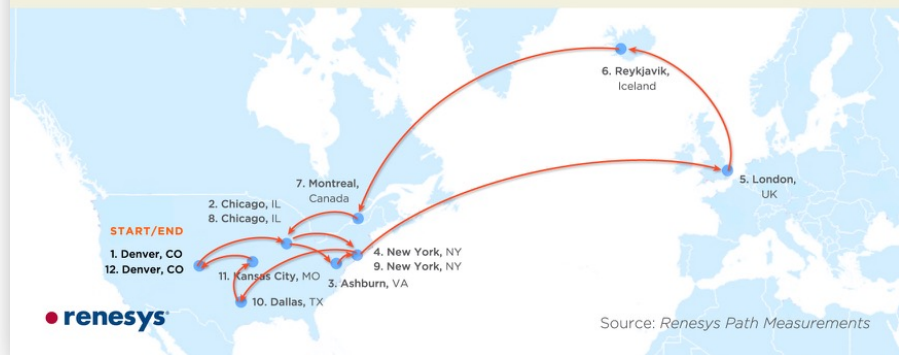 6. Reykjavik,
Iceland
7. Montreal,
Canada
5. London,
UK
2. Chicago, IL
8. Chicago, IL
START/END
1. Denver, CO
12. Denver, CO
4. New York, NY
9. New York, NY
11. Kansas City, MO
3. Ashburn, VA
10. Dallas, TX
renesys
Source: Renesys Path Measurements